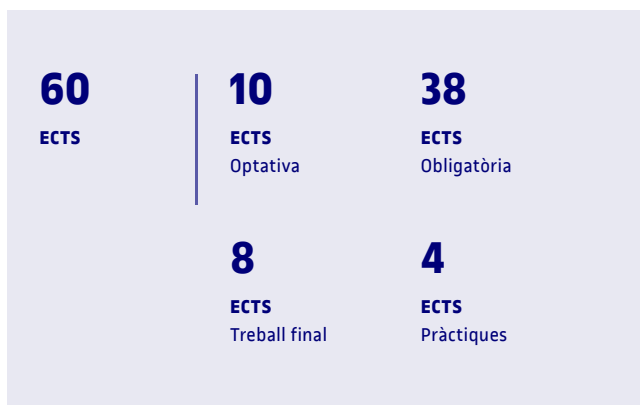 60
ECTS
10
ECTS
Optativa
38
ECTS
Obligatòria
8
ECTS
Treball final
4
ECTS
Pràctiques